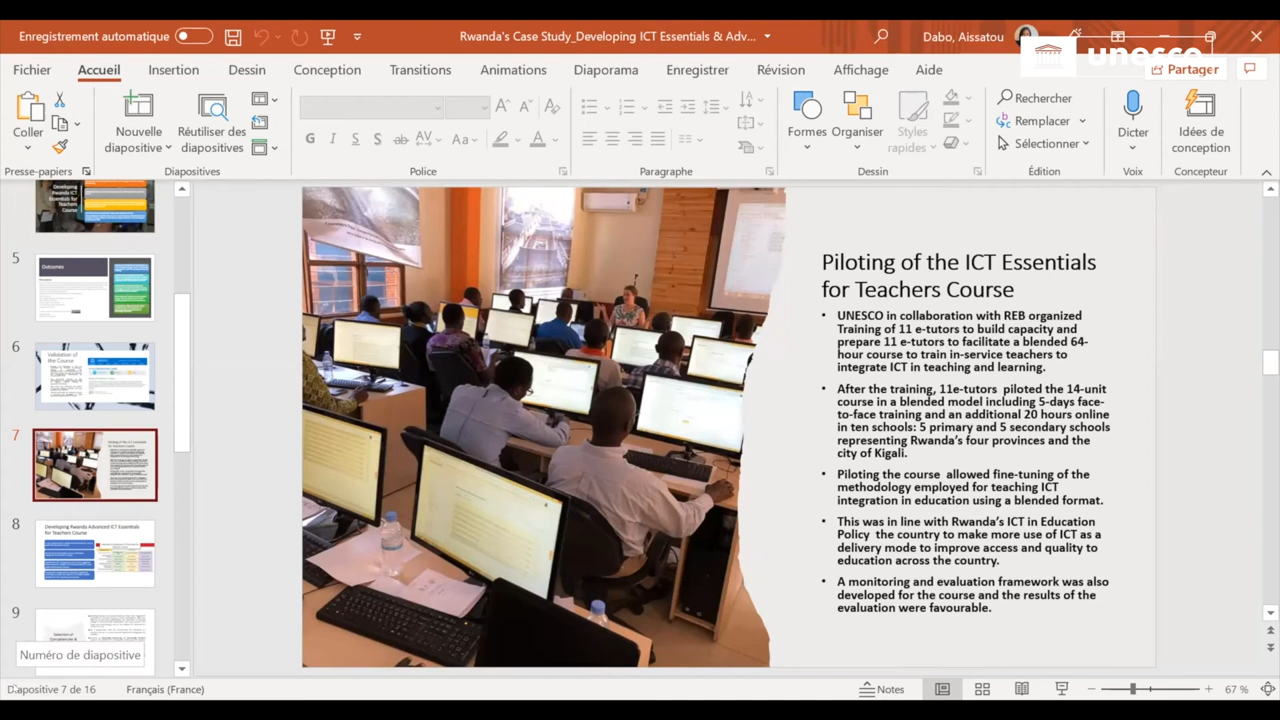 Enregistrement automatique
Rwanda's Case Study_Developing ICT Essentials & Adv...
Dabo, Aissatou
unesco
Fichier Accueil Insertion Dessin Conception Transitions Animations Diaporama Enregistrer Révision Affichage Aide
Partager
Coller
Nouvelle diapositive
Réutiliser des diapositives
G I S S ab AV Aa A
Formes
Organiser
Styles rapides
Rechercher
Remplacer
Sélectionner
Dicter
Idées de conception
Presse-papiers Diapositives Police Paragraphe Dessin Édition Voix Concepteur
Developing
Rwanda ICT
Essentials for
Teachers
Course
5
Outcomes
6
Validation of
the Course
7
8
Developing Rwanda Advanced ICT Essentials
for Teachers Course
9
Numéro de diapositive
Piloting of the ICT Essentials
for Teachers Course
• UNESCO in collaboration with REB organized
Training of 11 e-tutors to build capacity and
prepare 11 e-tutors to facilitate a blended 64-
hour course to train in-service teachers to
integrate ICT in teaching and learning.
• After the training, 11e-tutors piloted the 14-unit
course in a blended model including 5-days face-
to-face training and an additional 20 hours online
in ten schools: 5 primary and 5 secondary schools
representing Rwanda's four provinces and the
city of Kigali.
• Piloting the course allowed fine-tuning of the
methodology employed for teaching ICT
integration in education using a blended format.
• This was in line with Rwanda's ICT in Education
Policy the country to make more use of ICT as a
delivery mode to improve access and quality to
education across the country.
• A monitoring and evaluation framework was also
developed for the course and the results of the
evaluation were favourable.
Diapositive 7 de 16
Français (France)
Notes
67 %